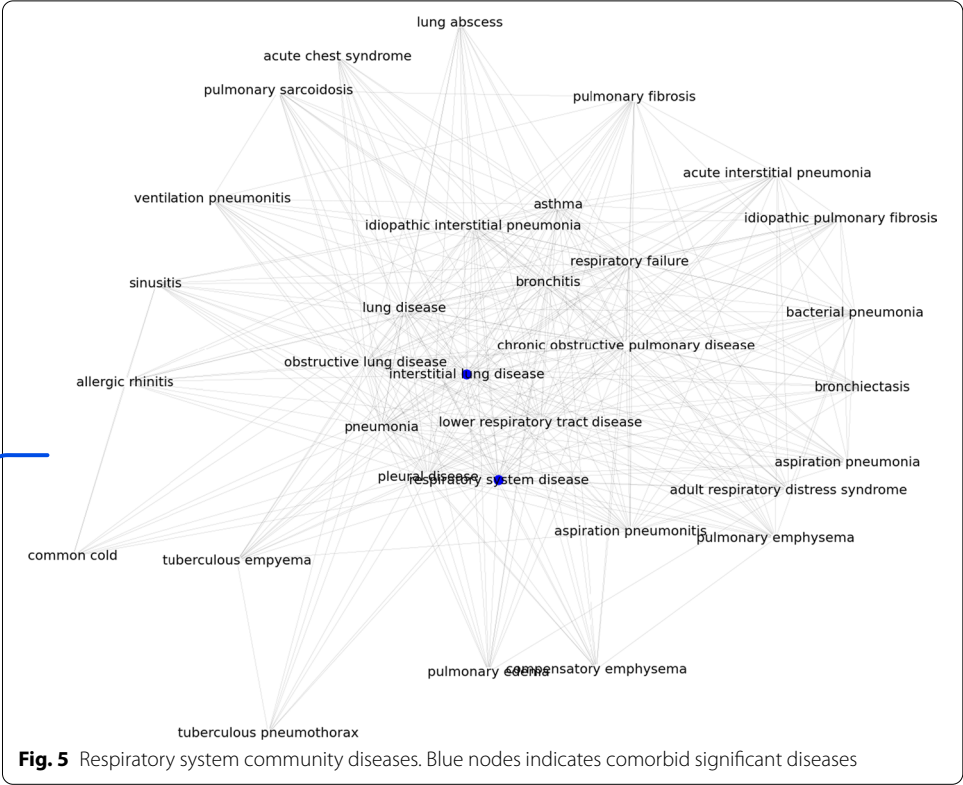 lung abscess
acute chest syndrome
pulmonary sarcoidosis
pulmonary fibrosis
acute interstitial pneumonia
ventilation pneumonitis
asthma
idiopathic pulmonary fibrosis
idiopathic interstitial pneumonia
respiratory failure
sinusitis
bronchitis
lung disease
bacterial pneumonia
chronic obstructive pulmonary disease
obstructive lung disease
interstitial lung disease
allergic rhinitis
bronchiectasis
lower respiratory tract disease
pneumonia
aspiration pneumonia
pleural disease
respiratory system disease
adult respiratory distress syndrome
aspiration pneumonitis
pulmonary emphysema
common cold
tuberculous empyema
pulmonary edema
compensatory emphysema
tuberculous pneumothorax
Fig. 5 Respiratory system community diseases. Blue nodes indicates comorbid significant diseases